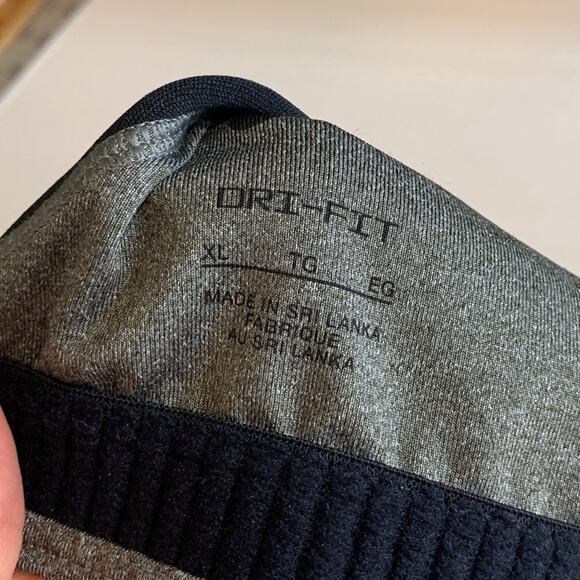 DRI-FIT
XL TG EG
MADE IN SRI LANKA
FABRIQUE
AU SRI LANKA